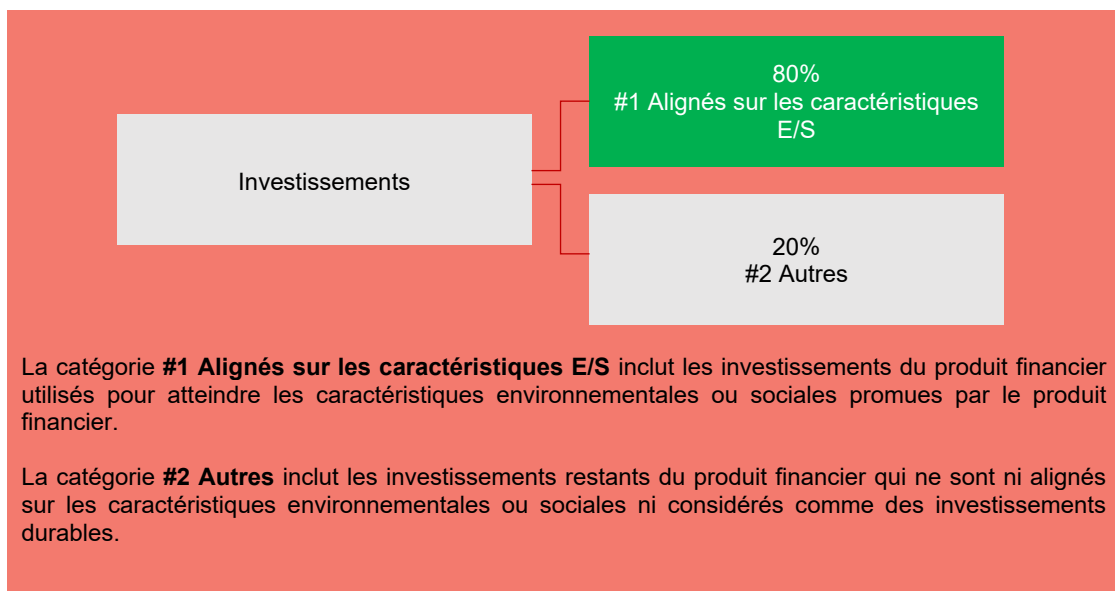 80%
#1 Alignés sur les caractéristiques
E/S
Investissements
20%
#2 Autres
La catégorie #1 Alignés sur les caractéristiques E/S inclut les investissements du produit financier
utilisés pour atteindre les caractéristiques environnementales ou sociales promues par le produit
financier.
La catégorie #2 Autres inclut les investissements restants du produit financier qui ne sont ni alignés
sur les caractéristiques environnementales ou sociales ni considérés comme des investissements
durables.